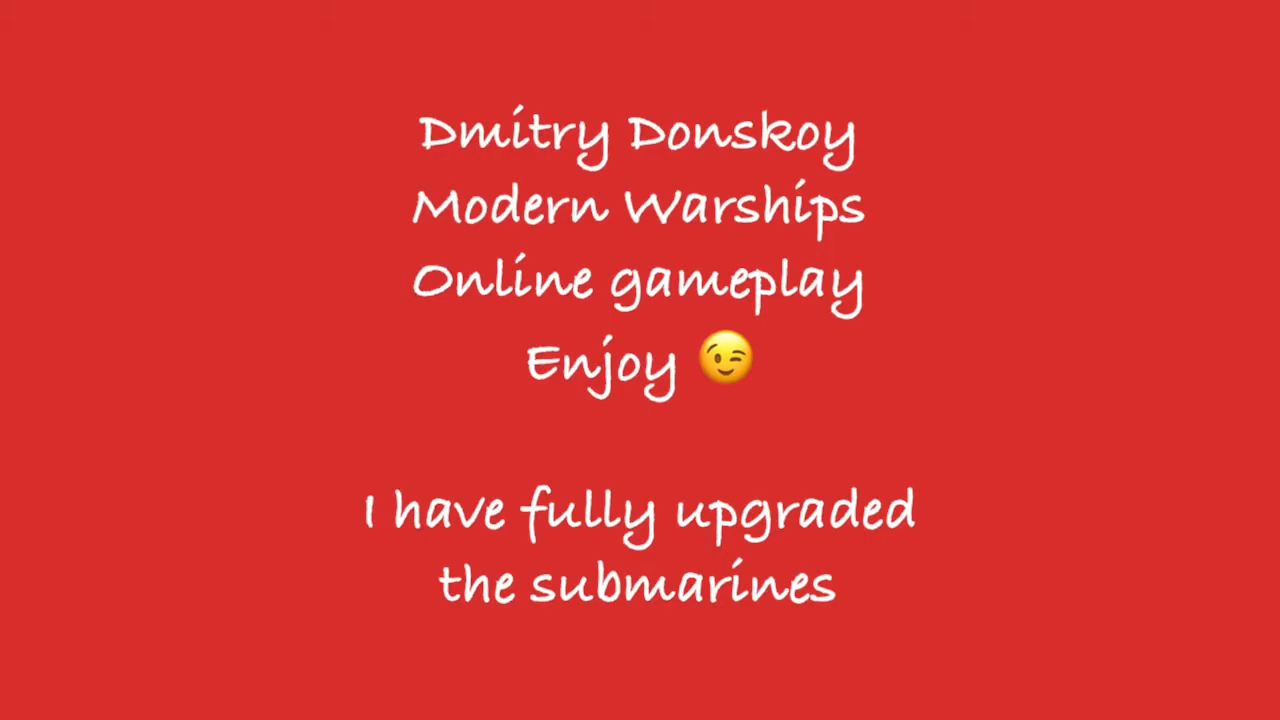 Dmitry Donskoy
Modern Warships
Online gameplay
Enjoy 😉
I have fully upgraded
the submarines